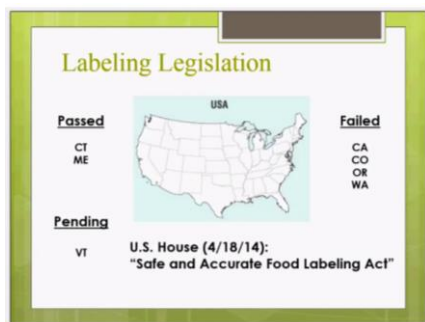 Labeling Legislation
USA
Passed
CT
ME
Failed
CA
CO
OR
WA
Pending
VT
U.S. House (4/18/14):
“Safe and Accurate Food Labeling Act”